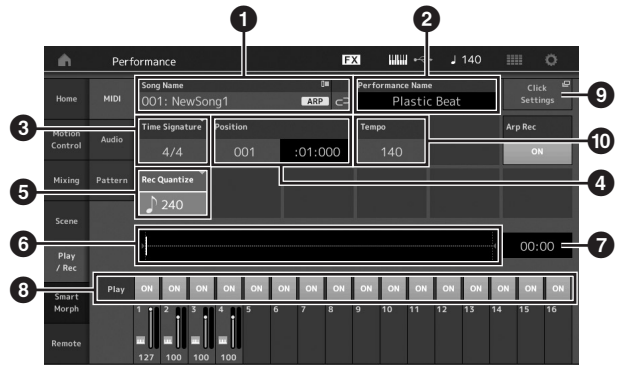 1 2
Performance FX 140
Home MIDI Song Name Performance Name Click Settings 9
001: NewSong1 ARP Plastic Beat
3 Motion Control Audio Time Signature Position Tempo Arp Rec 10
4/4 001 :01:000 140 ON
4
Mixing Pattern Rec Quantize
5 240
Scene
6 00:00 7
Play / Rec
8 Play ON ON ON ON ON ON ON ON ON ON ON ON ON ON ON ON
Smart Morph 1 2 3 4 5 6 7 8 9 10 11 12 13 14 15 16
Remote
127 100 100 100